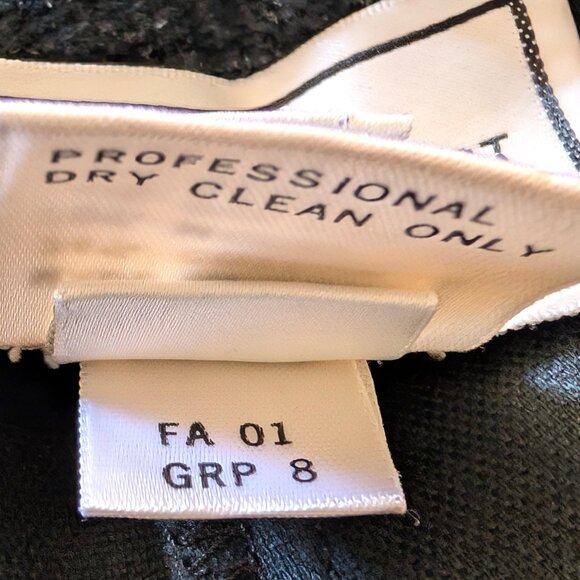 PROFESSIONAL
DRY CLEAN ONLY
FA 01
GRP 8